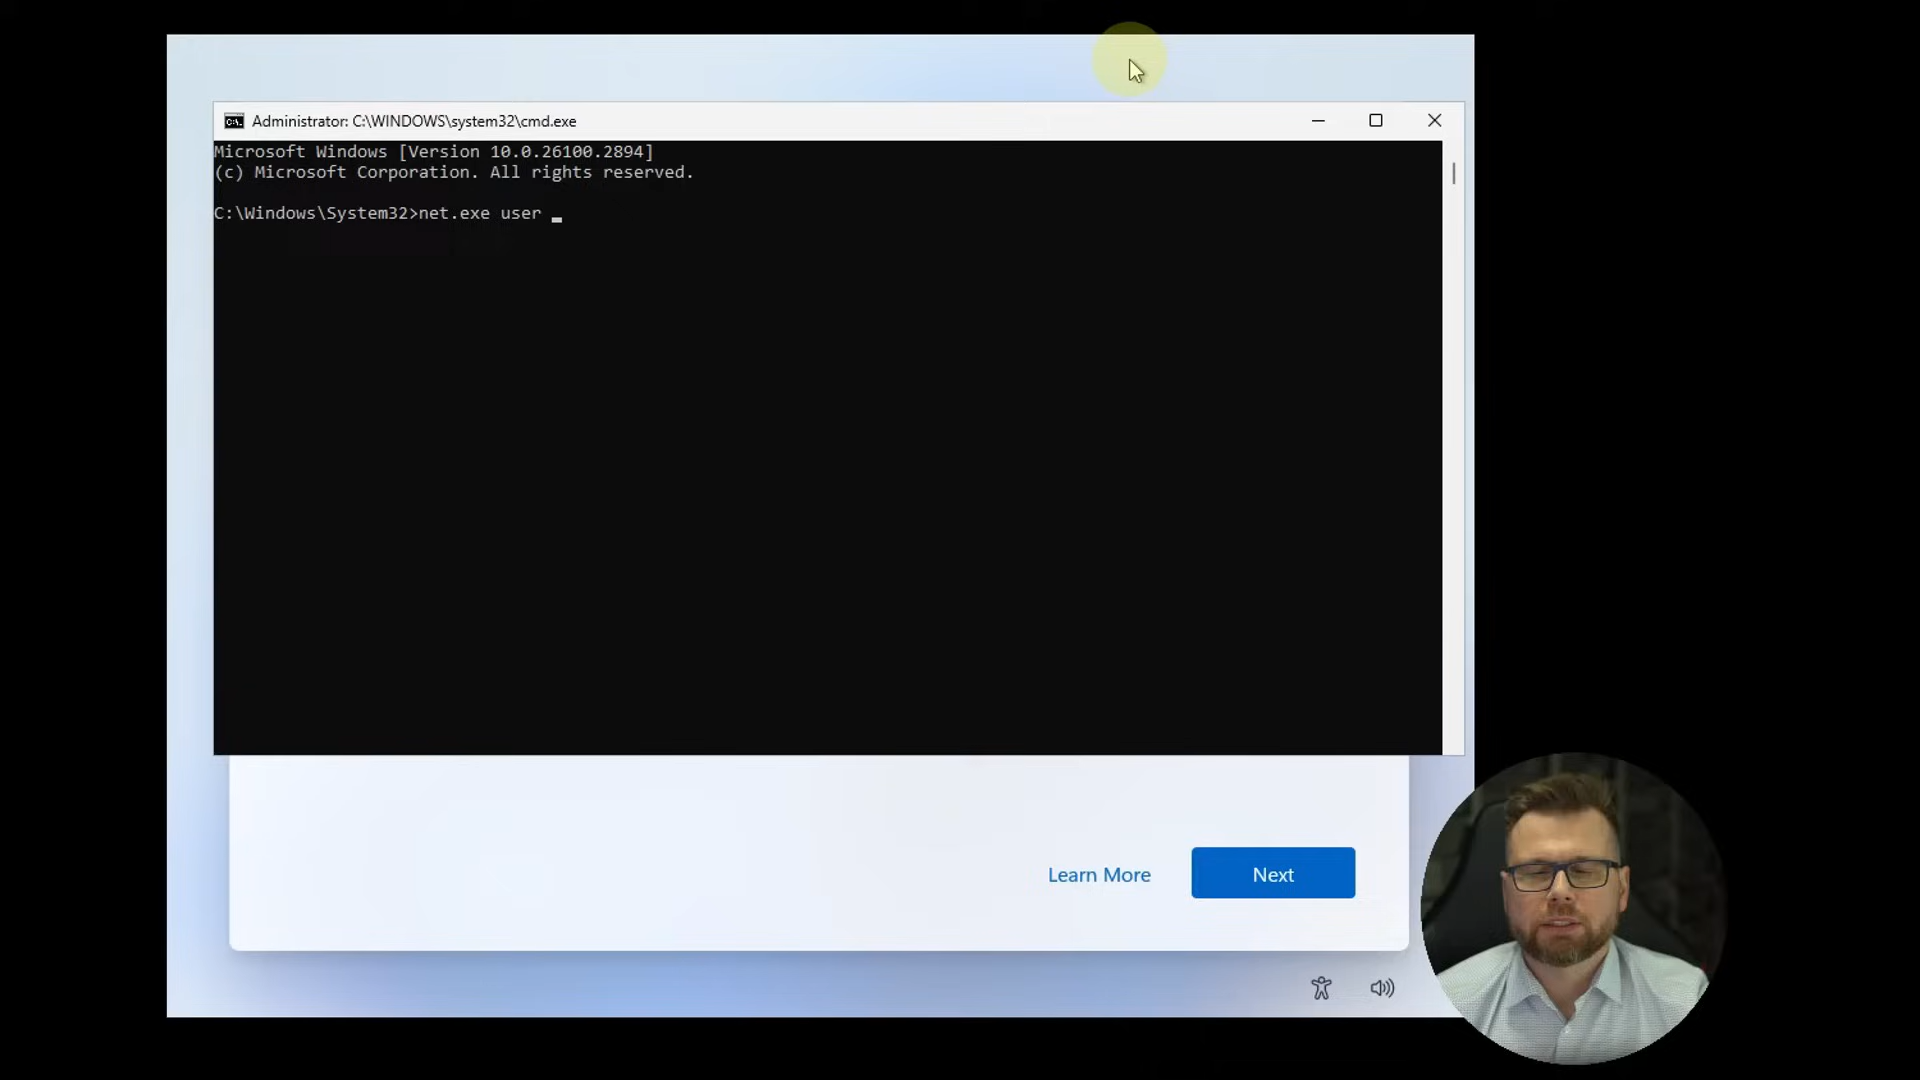 Administrator: C:\WINDOWS\system32\cmd.exe
Microsoft Windows [Version 10.0.26100.2894]
(c) Microsoft Corporation. All rights reserved.
C:\Windows\System32>net.exe user _
Learn More
Next